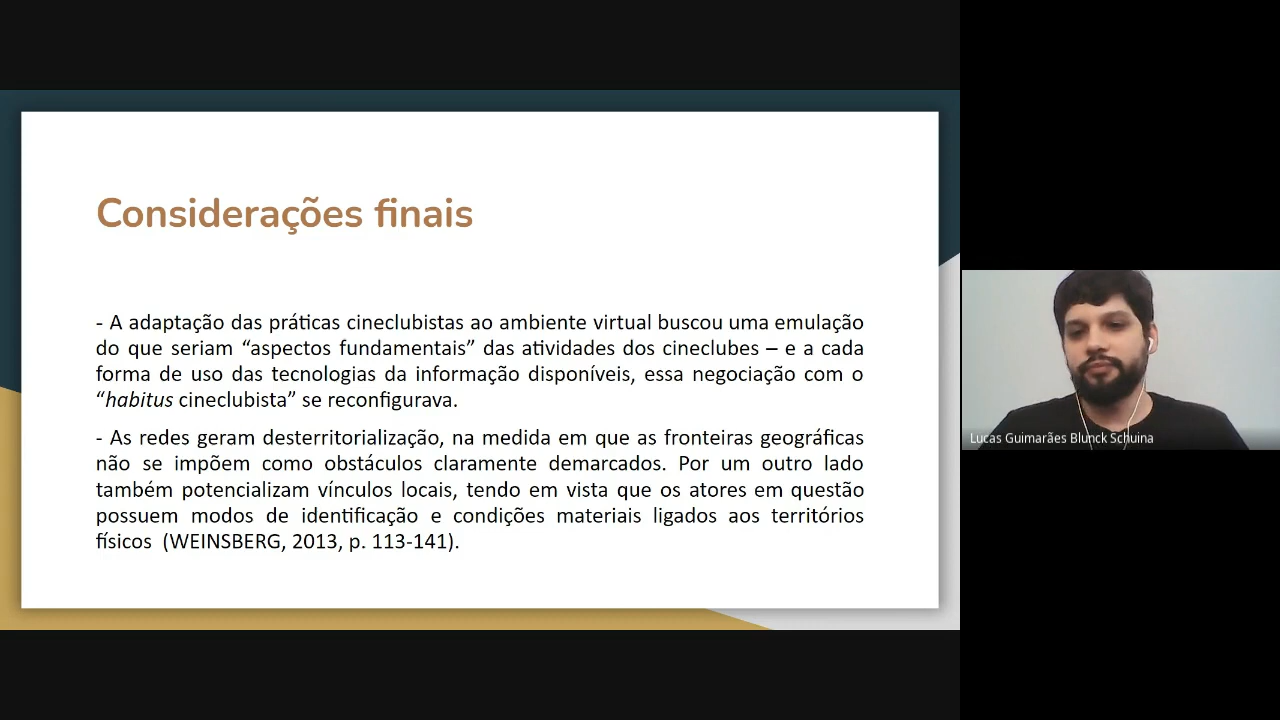 Considerações finais
- A adaptação das práticas cineclubistas ao ambiente virtual buscou uma emulação
do que seriam “aspectos fundamentais” das atividades dos cineclubes – e a cada
forma de uso das tecnologias da informação disponíveis, essa negociação com o
“habitus cineclubista” se reconfigurava.
- As redes geram desterritorialização, na medida em que as fronteiras geográficas
não se impõem como obstáculos claramente demarcados. Por um outro lado
também potencializam vínculos locais, tendo em vista que os atores em questão
possuem modos de identificação e condições materiais ligados aos territórios
físicos (WEINSBERG, 2013, p. 113-141).
Lucas Guimarães Blunck Schuina